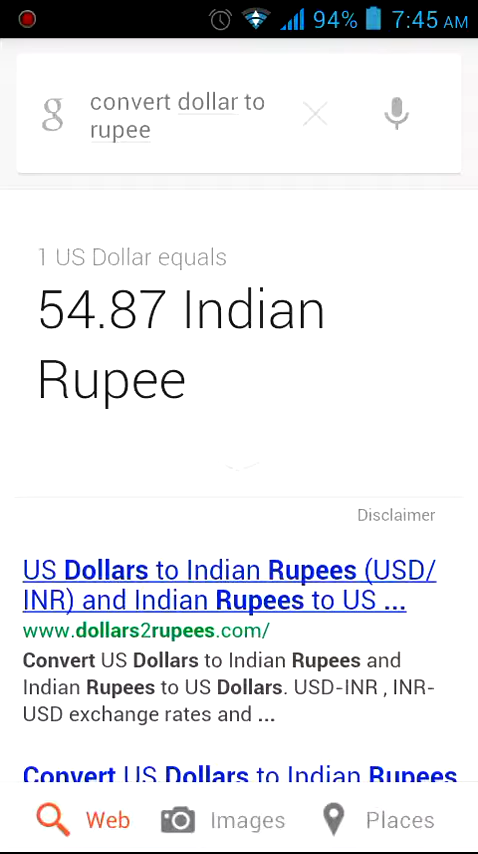 94% 7:45 AM
g convert dollar to
rupee
1 US Dollar equals
54.87 Indian
Rupee
Disclaimer
US Dollars to Indian Rupees (USD/
INR) and Indian Rupees to US ...
www.dollars2rupees.com/
Convert US Dollars to Indian Rupees and
Indian Rupees to US Dollars. USD-INR , INR-
USD exchange rates and ...
Convert US Dollars to Indian Rupees
Web Images Places